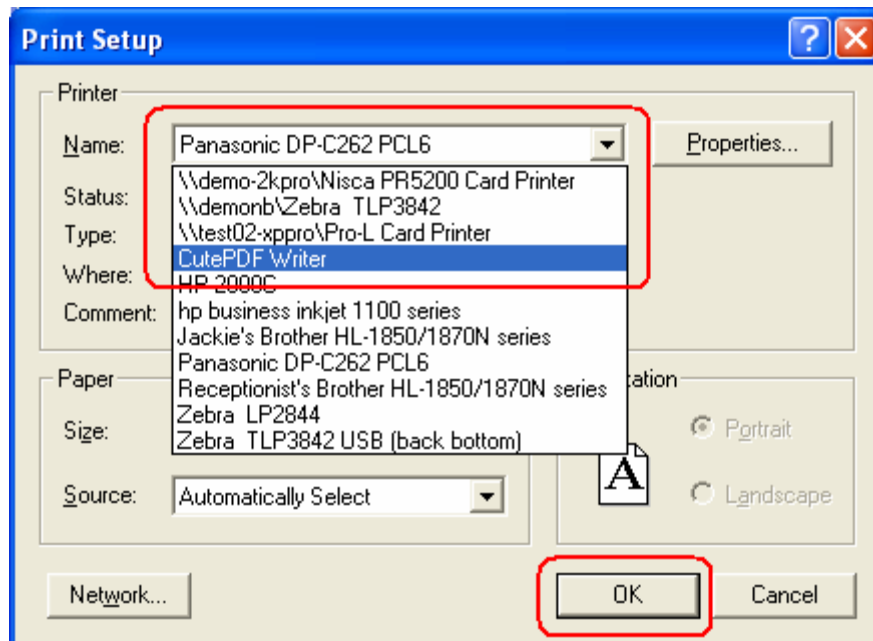 Print Setup
Printer
Name: Panasonic DP-C262 PCL6 Properties...
\\demo-2kpro\Nisca PR5200 Card Printer
Status: \\demonb\Zebra TLP3842
Type: \\test02-xppro\Pro-L Card Printer
CutePDF Writer
Where: HP 2000C
Comment: hp business inkjet 1100 series
Jackie's Brother HL-1850/1870N series
Panasonic DP-C262 PCL6
Paper
Receptionist's Brother HL-1850/1870N series
Size: Zebra LP2844
Portrait
Zebra TLP3842 USB (back bottom)
A
Source: Automatically Select Landscape
Network... OK Cancel